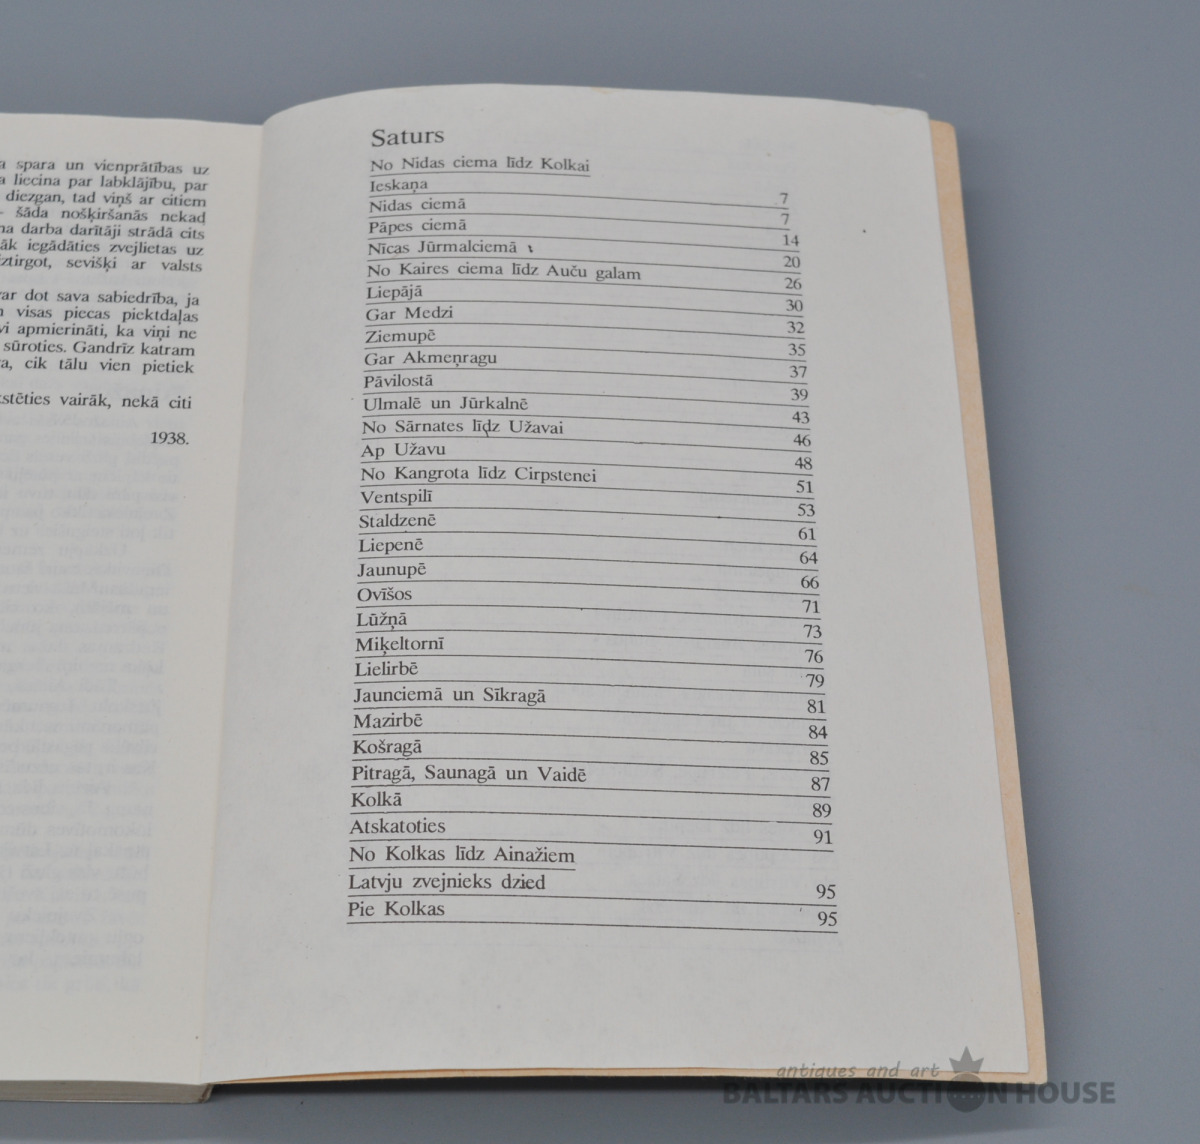 spara un vienprātības uz
liecina par labklājību, par
diezgan, tad viņš ar citiem
- šāda nošķiršanās nekad
darba darītāji strādā cits
iegādāties zvejlietas uz
sevišķi ar valsts
dot sava sabiedrība, ja
visas piecas piektdaļas
apmierināti, ka viņi ne
sūroties. Gandrīz katram
cik tālu vien pietiek
vairāk, nekā citi
1938.
Saturs
No Nidas ciema līdz Kolkai
Ieskaņa 7
Nidas ciemā 7
Pāpes ciemā 14
Nīcas Jūrmalciemā 20
No Kaires ciema līdz Auču galam 26
Liepājā 30
Gar Medzi 32
Ziemupē 35
Gar Akmeņragu 37
Pāvilostā 39
Ulmalē un Jūrkalnē 43
No Sārnates līdz Užavai 46
Ap Užavu 48
No Kangrota līdz Cirpstenei 51
Ventspilī 53
Staldzenē 61
Liepenē 64
Jaunupē 66
Ovīšos 71
Lūžņā 73
Miķeltornī 76
Lielirbē 79
Jaunciemā un Sīkragā 81
Mazirbē 84
Košragā 85
Pitragā, Saunagā un Vaidē 87
Kolkā 89
Atskatoties 91
No Kolkas līdz Ainažiem
Latvju zvejnieks dzied 95
Pie Kolkas 95
antiques and art
BALTARS AUCTION HOUSE